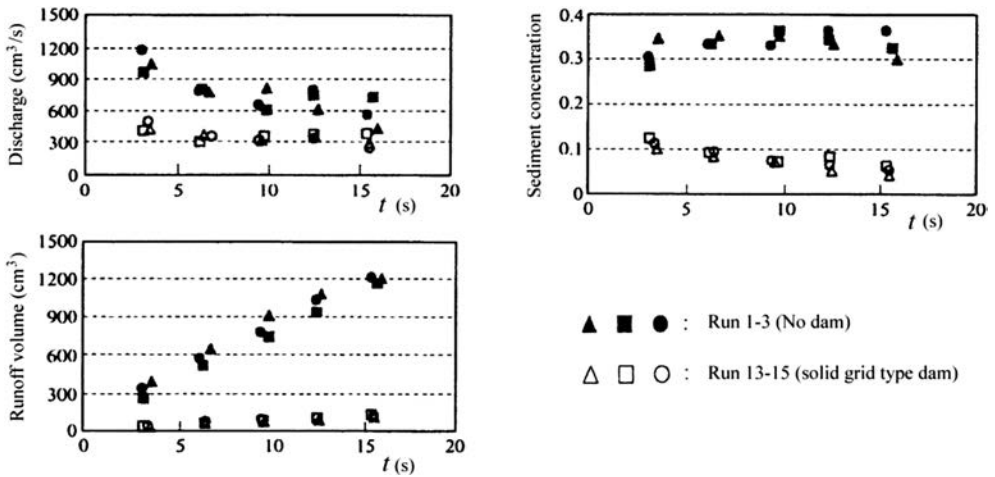 Discharge (cm³/s)
1500
1200
900
600
300
0
0 5 10 15 20
t (s)
Sediment concentration
0.4
0.3
0.2
0.1
0
0 5 10 15 20
t (s)
Runoff volume (cm³)
1500
1200
900
600
300
0
0 5 10 15 20
t (s)
: Run 1-3 (No dam)
: Run 13-15 (solid grid type dam)